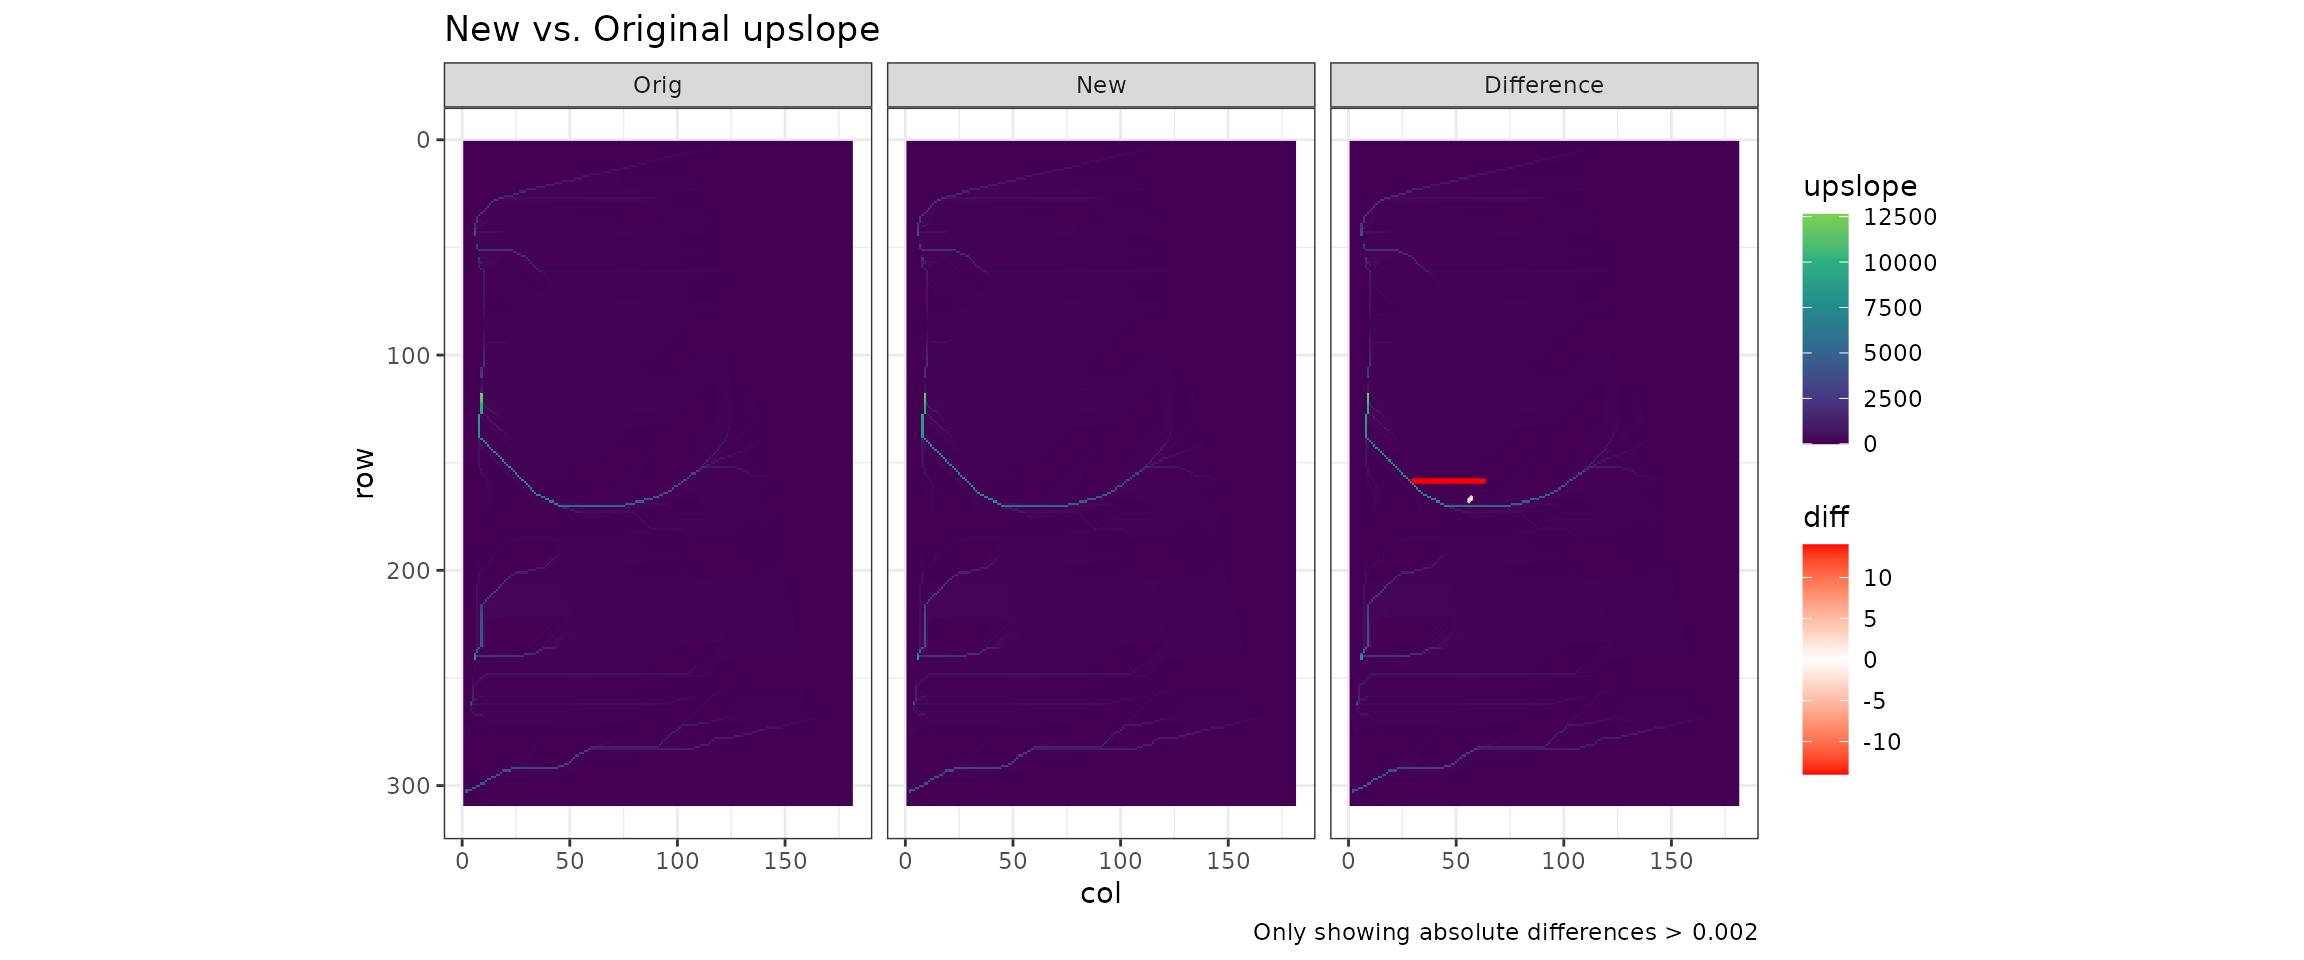 New vs. Original upslope
Orig
New
Difference
0
100
200
300
row
0 50 100 150
0 50 100 150
0 50 100 150
col
upslope
12500
10000
7500
5000
2500
0
diff
10
5
0
-5
-10
Only showing absolute differences > 0.002